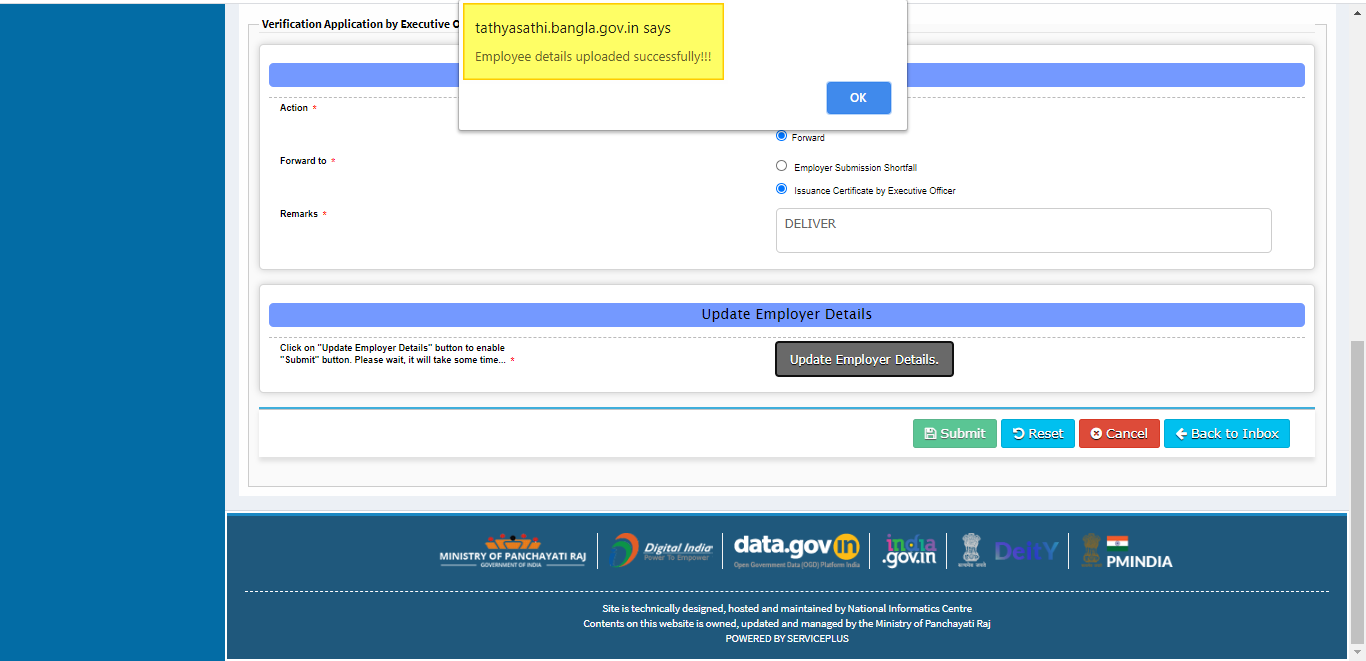 Verification Application by Executive O
tathyasathi.bangla.gov.in says
Employee details uploaded successfully!!!
OK
Action *
Forward
Forward to *
Employer Submission Shortfall
Issuance Certificate by Executive Officer
Remarks *
DELIVER
Update Employer Details
Click on "Update Employer Details" button to enable
"Submit" button. Please wait, it will take some time... *
Update Employer Details.
Submit
Reset
Cancel
Back to Inbox
MINISTRY OF PANCHAYATI RAJ
GOVERNMENT OF INDIA
Digital India
Power To Empower
data.gov in
Open Government Data (OGD) Platform India
india
.gov.in
सत्यमेव जयते
DeitY
PMINDIA
Site is technically designed, hosted and maintained by National Informatics Centre
Contents on this website is owned, updated and managed by the Ministry of Panchayati Raj
POWERED BY SERVICEPLUS